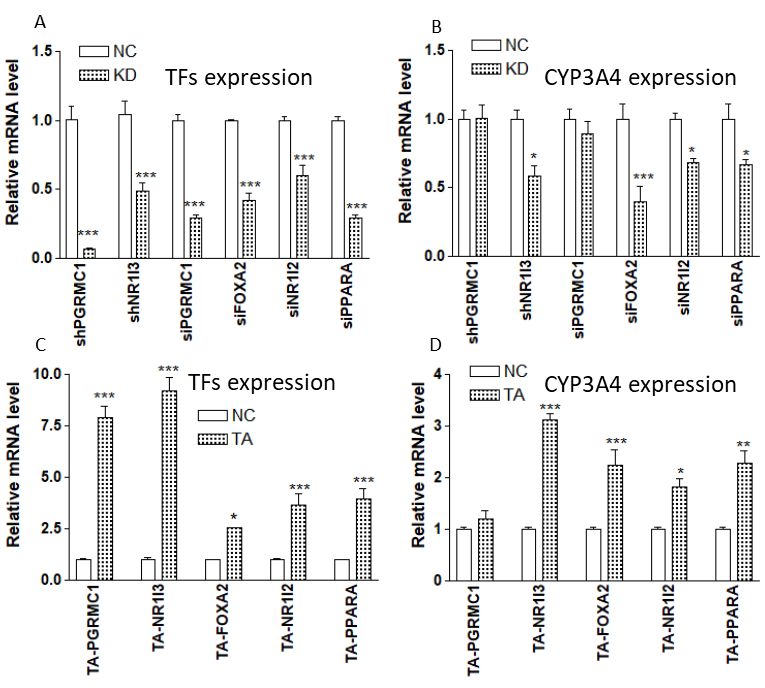 A
NC
KD
TFs expression
Relative mRNA level
1.5
1.0
0.5
0.0
***
***
***
***
***
***
shPGRMC1
shNR1I3
siPGRMC1
siFOXA2
siNR1I2
siPPARA
B
NC
KD
CYP3A4 expression
Relative mRNA level
1.5
1.0
0.5
0.0
*
***
*
*
shPGRMC1
shNR1I3
siPGRMC1
siFOXA2
siNR1I2
siPPARA
C
TFs expression
NC
TA
Relative mRNA level
10.0
7.5
5.0
2.5
0.0
***
***
*
***
***
TA-PGRMC1
TA-NR1I3
TA-FOXA2
TA-NR1I2
TA-PPARA
D
NC
TA
CYP3A4 expression
Relative mRNA level
4
3
2
1
0
***
***
*
**
TA-PGRMC1
TA-NR1I3
TA-FOXA2
TA-NR1I2
TA-PPARA